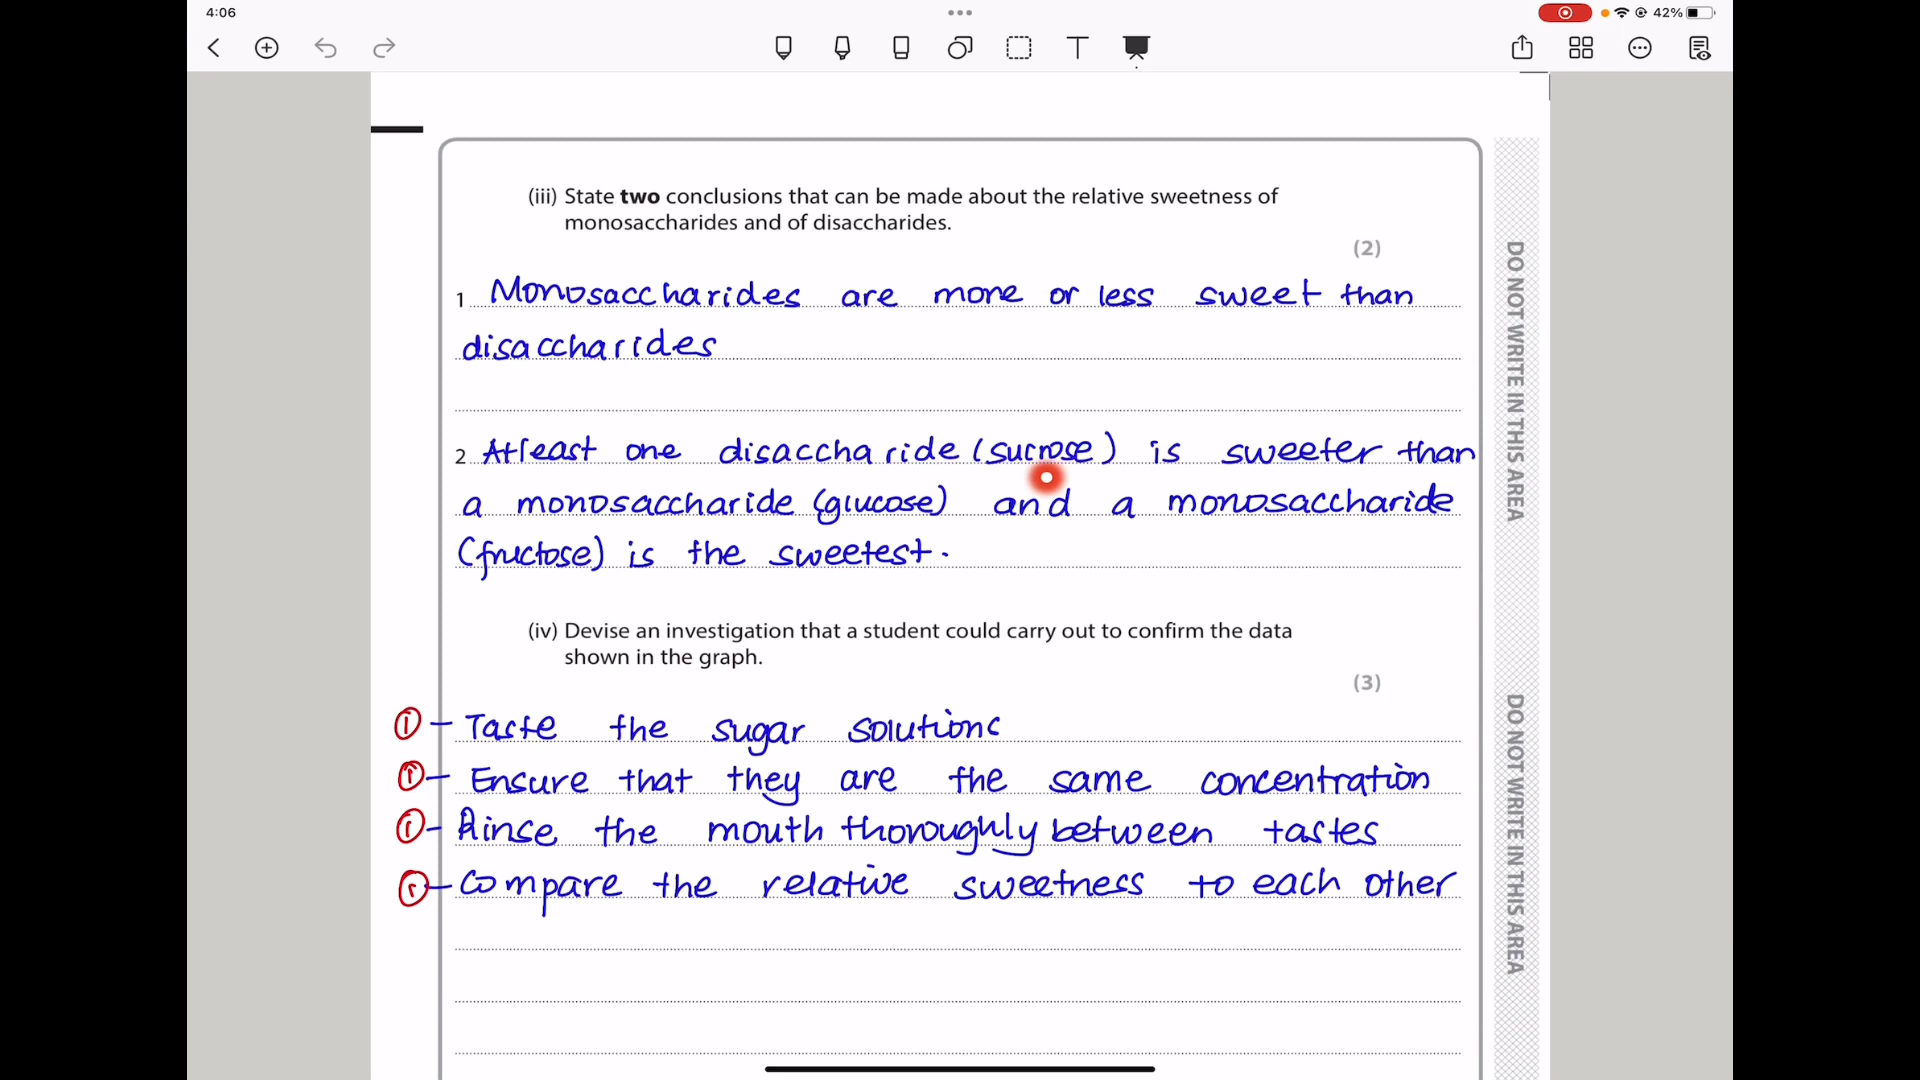 4:06
42%
(iii) State two conclusions that can be made about the relative sweetness of
monosaccharides and of disaccharides.
(2)
1 Monosaccharides are more or less sweet than
disaccharides
2 Atleast one disaccharide (sucrose) is sweeter than
a monosaccharide (glucose) and a monosaccharide
(fructose) is the sweetest.
(iv) Devise an investigation that a student could carry out to confirm the data
shown in the graph.
(3)
① - Taste the sugar solutions
① - Ensure that they are the same concentration
① - Rinse the mouth thoroughly between tastes
① - Compare the relative sweetness to each other
DO NOT WRITE IN THIS AREA
DO NOT WRITE IN THIS AREA